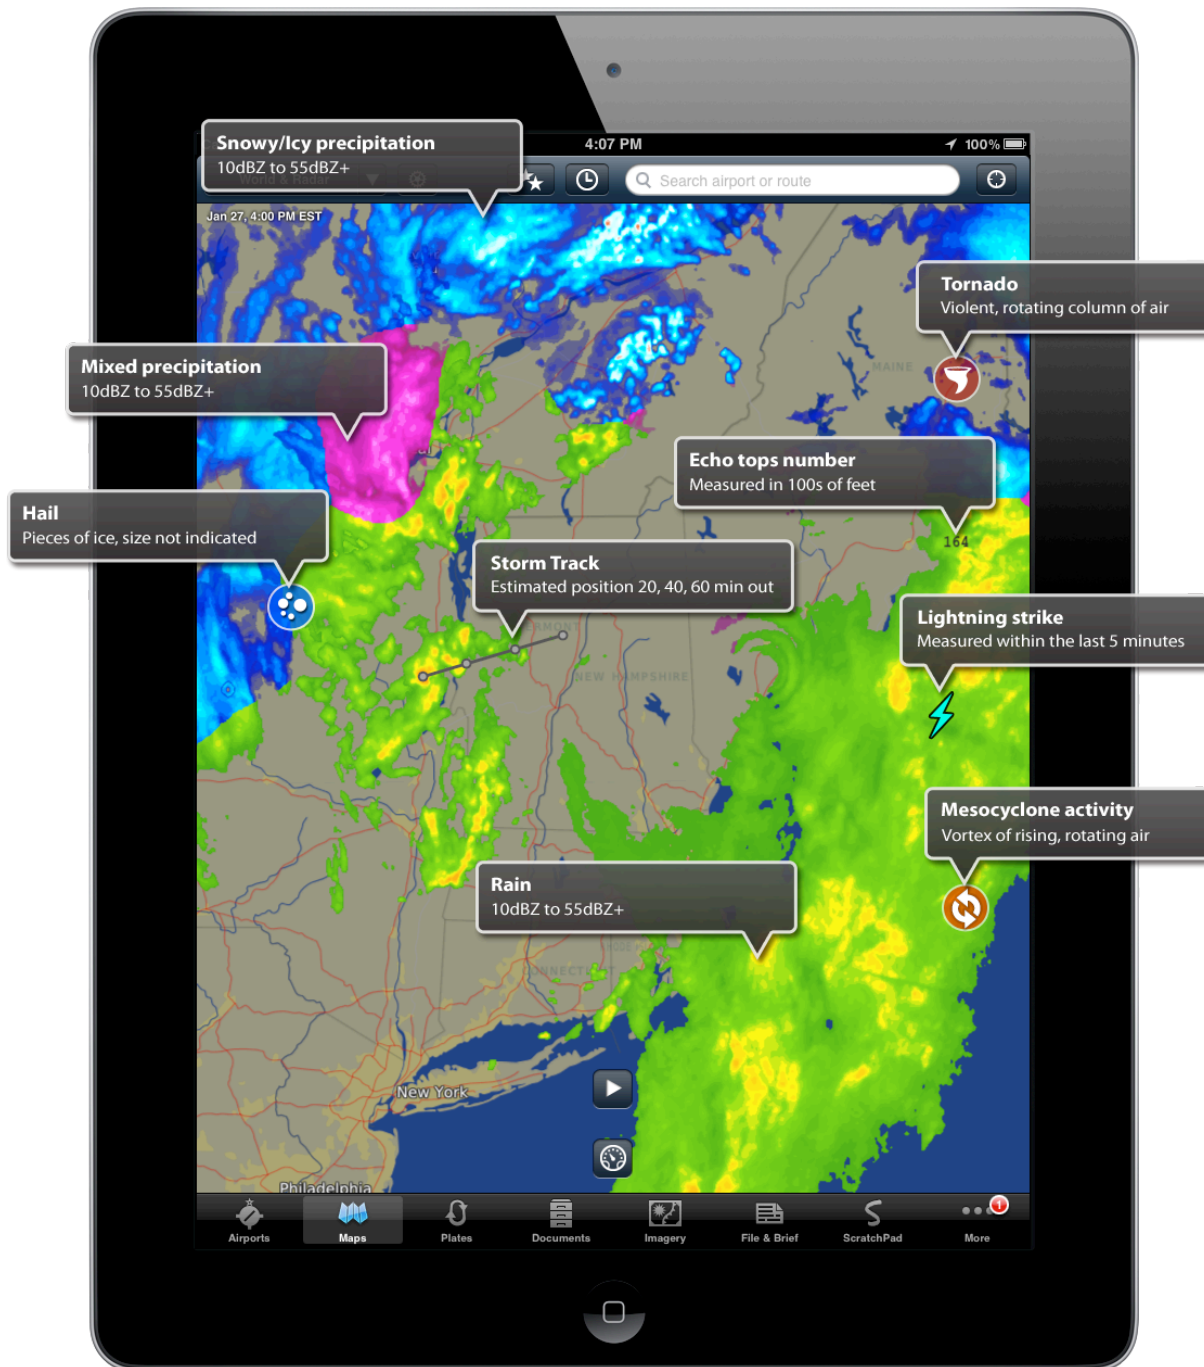 Snowy/Icy precipitation
10dBZ to 55dBZ+
4:07 PM
100%
World & Radar
Search airport or route
Jan 27, 4:00 PM EST
Tornado
Violent, rotating column of air
MAINE
Mixed precipitation
10dBZ to 55dBZ+
Echo tops number
Measured in 100s of feet
Hail
Pieces of ice, size not indicated
164
Storm Track
Estimated position 20, 40, 60 min out
Lightning strike
Measured within the last 5 minutes
NEW HAMPSHIRE
Mesocyclone activity
Vortex of rising, rotating air
Rain
10dBZ to 55dBZ+
CONNECTICUT
New York
Philadelphia
1
Airports
Maps
Plates
Documents
Imagery
File & Brief
ScratchPad
More